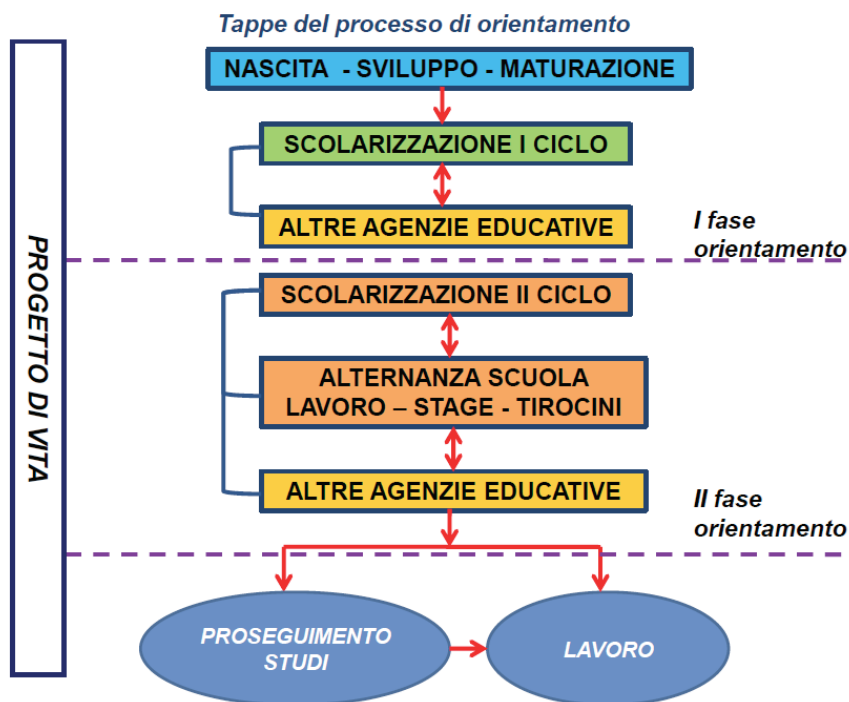 Tappe del processo di orientamento
NASCITA - SVILUPPO - MATURAZIONE
SCOLARIZZAZIONE I CICLO
ALTRE AGENZIE EDUCATIVE
I fase
orientamento
PROGETTO DI VITA
SCOLARIZZAZIONE II CICLO
ALTERNANZA SCUOLA
LAVORO – STAGE - TIROCINI
ALTRE AGENZIE EDUCATIVE
II fase
orientamento
PROSEGUIMENTO
STUDI
LAVORO